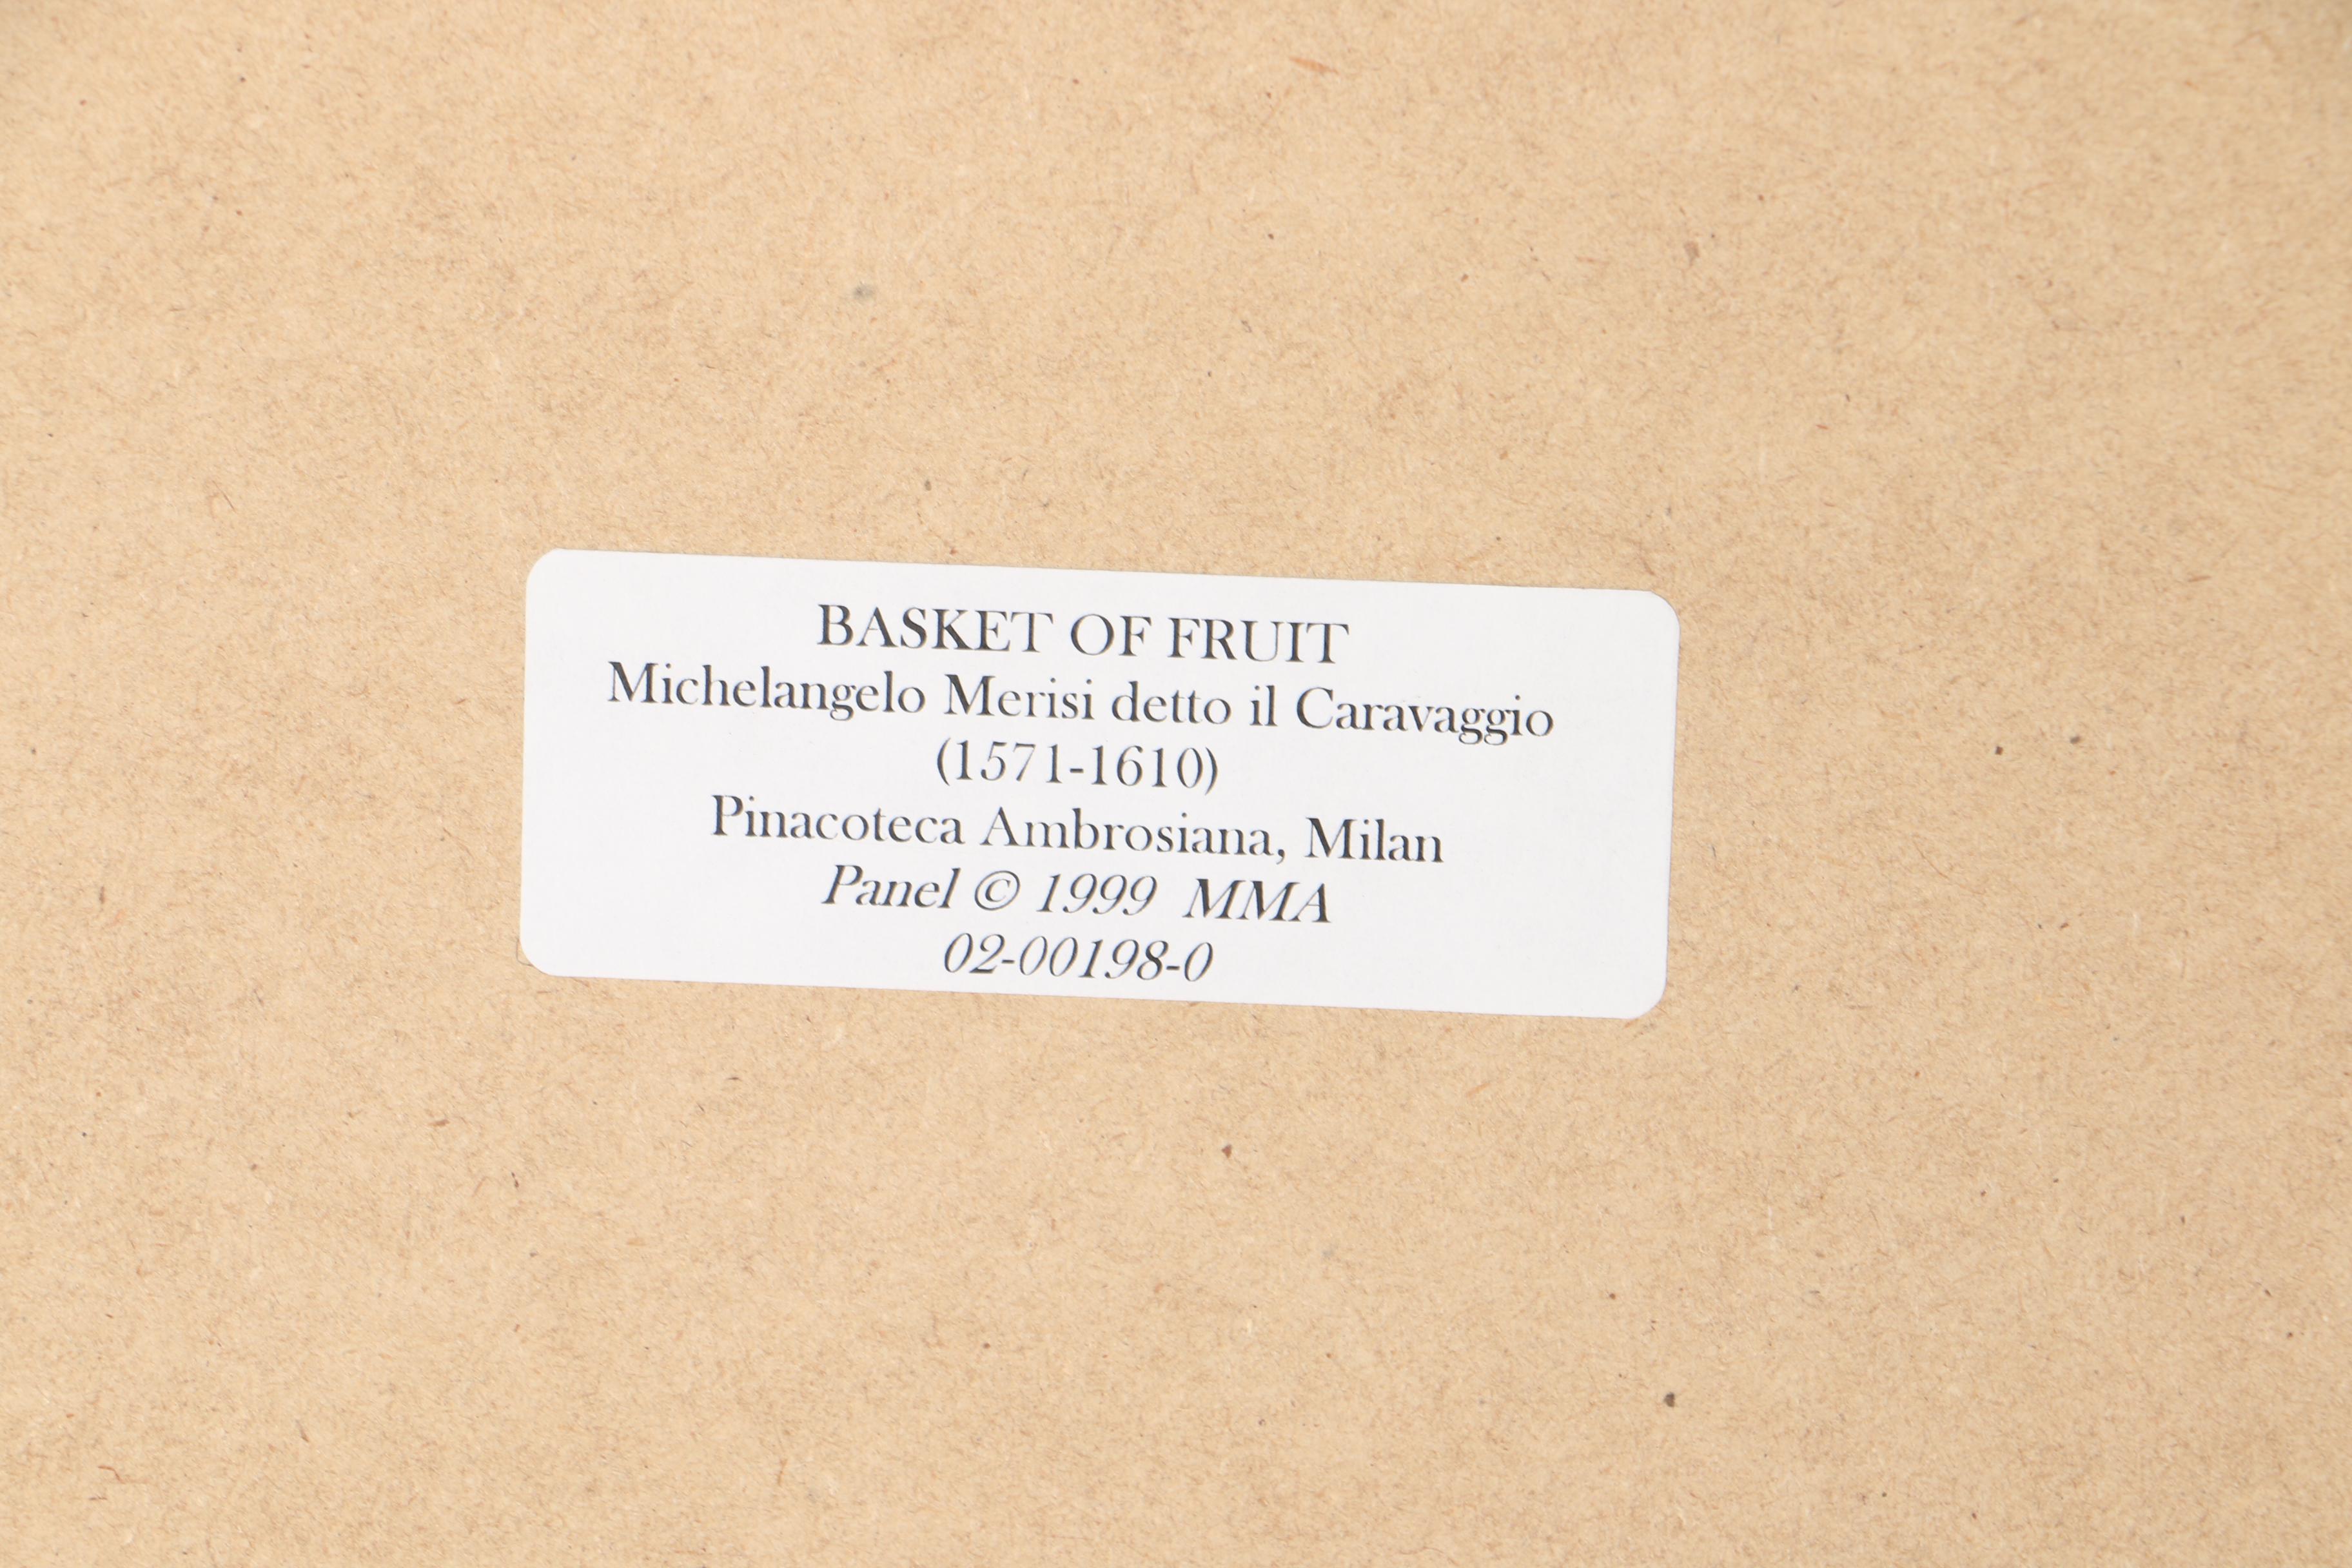 BASKET OF FRUIT
Michelangelo Merisi detto il Caravaggio
(1571-1610)
Pinacoteca Ambrosiana, Milan
Panel © 1999 MMA
02-00198-0